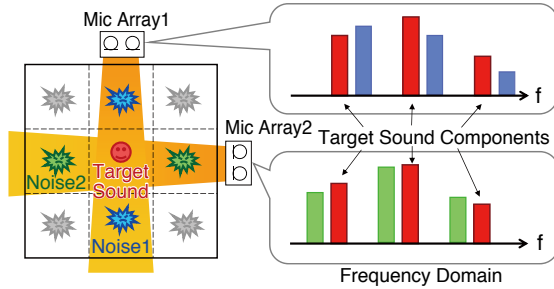 Mic Array1
f
Mic Array2
Target Sound Components
Noise2
Target
Sound
Noise1
f
Frequency Domain